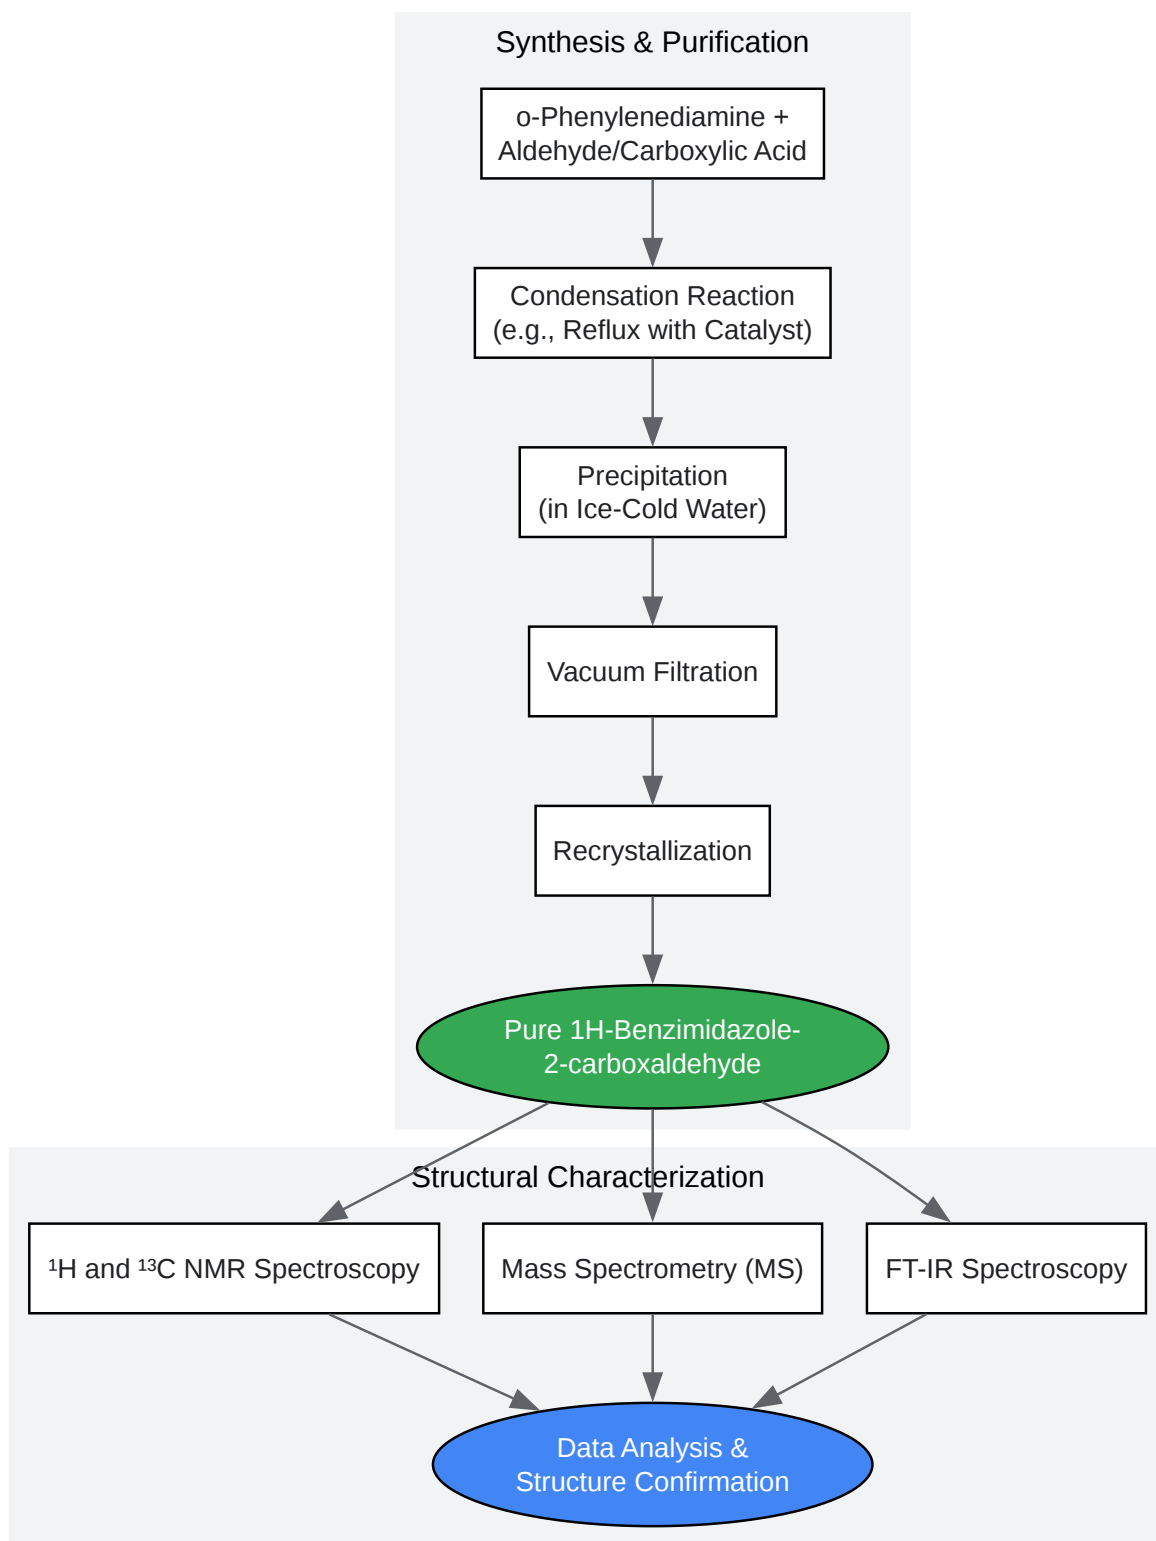 Synthesis & Purification
o-Phenylenediamine +
Aldehyde/Carboxylic Acid
Condensation Reaction
(e.g., Reflux with Catalyst)
Precipitation
(in Ice-Cold Water)
Vacuum Filtration
Recrystallization
Pure 1H-Benzimidazole-
2-carboxaldehyde
Structural Characterization
¹H and ¹³C NMR Spectroscopy
Mass Spectrometry (MS)
FT-IR Spectroscopy
Data Analysis &
Structure Confirmation